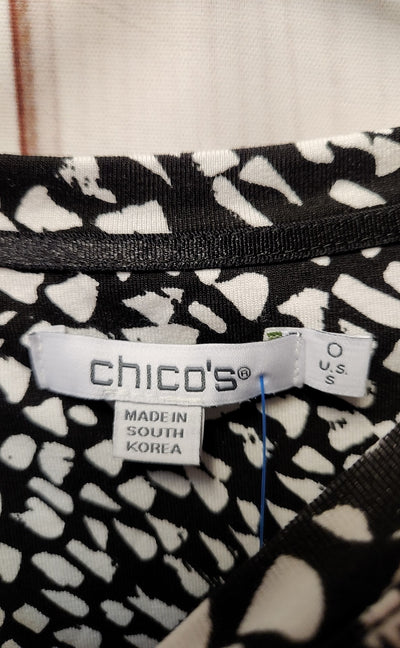 chico's®
0
U.S.
S
MADE IN
SOUTH
KOREA